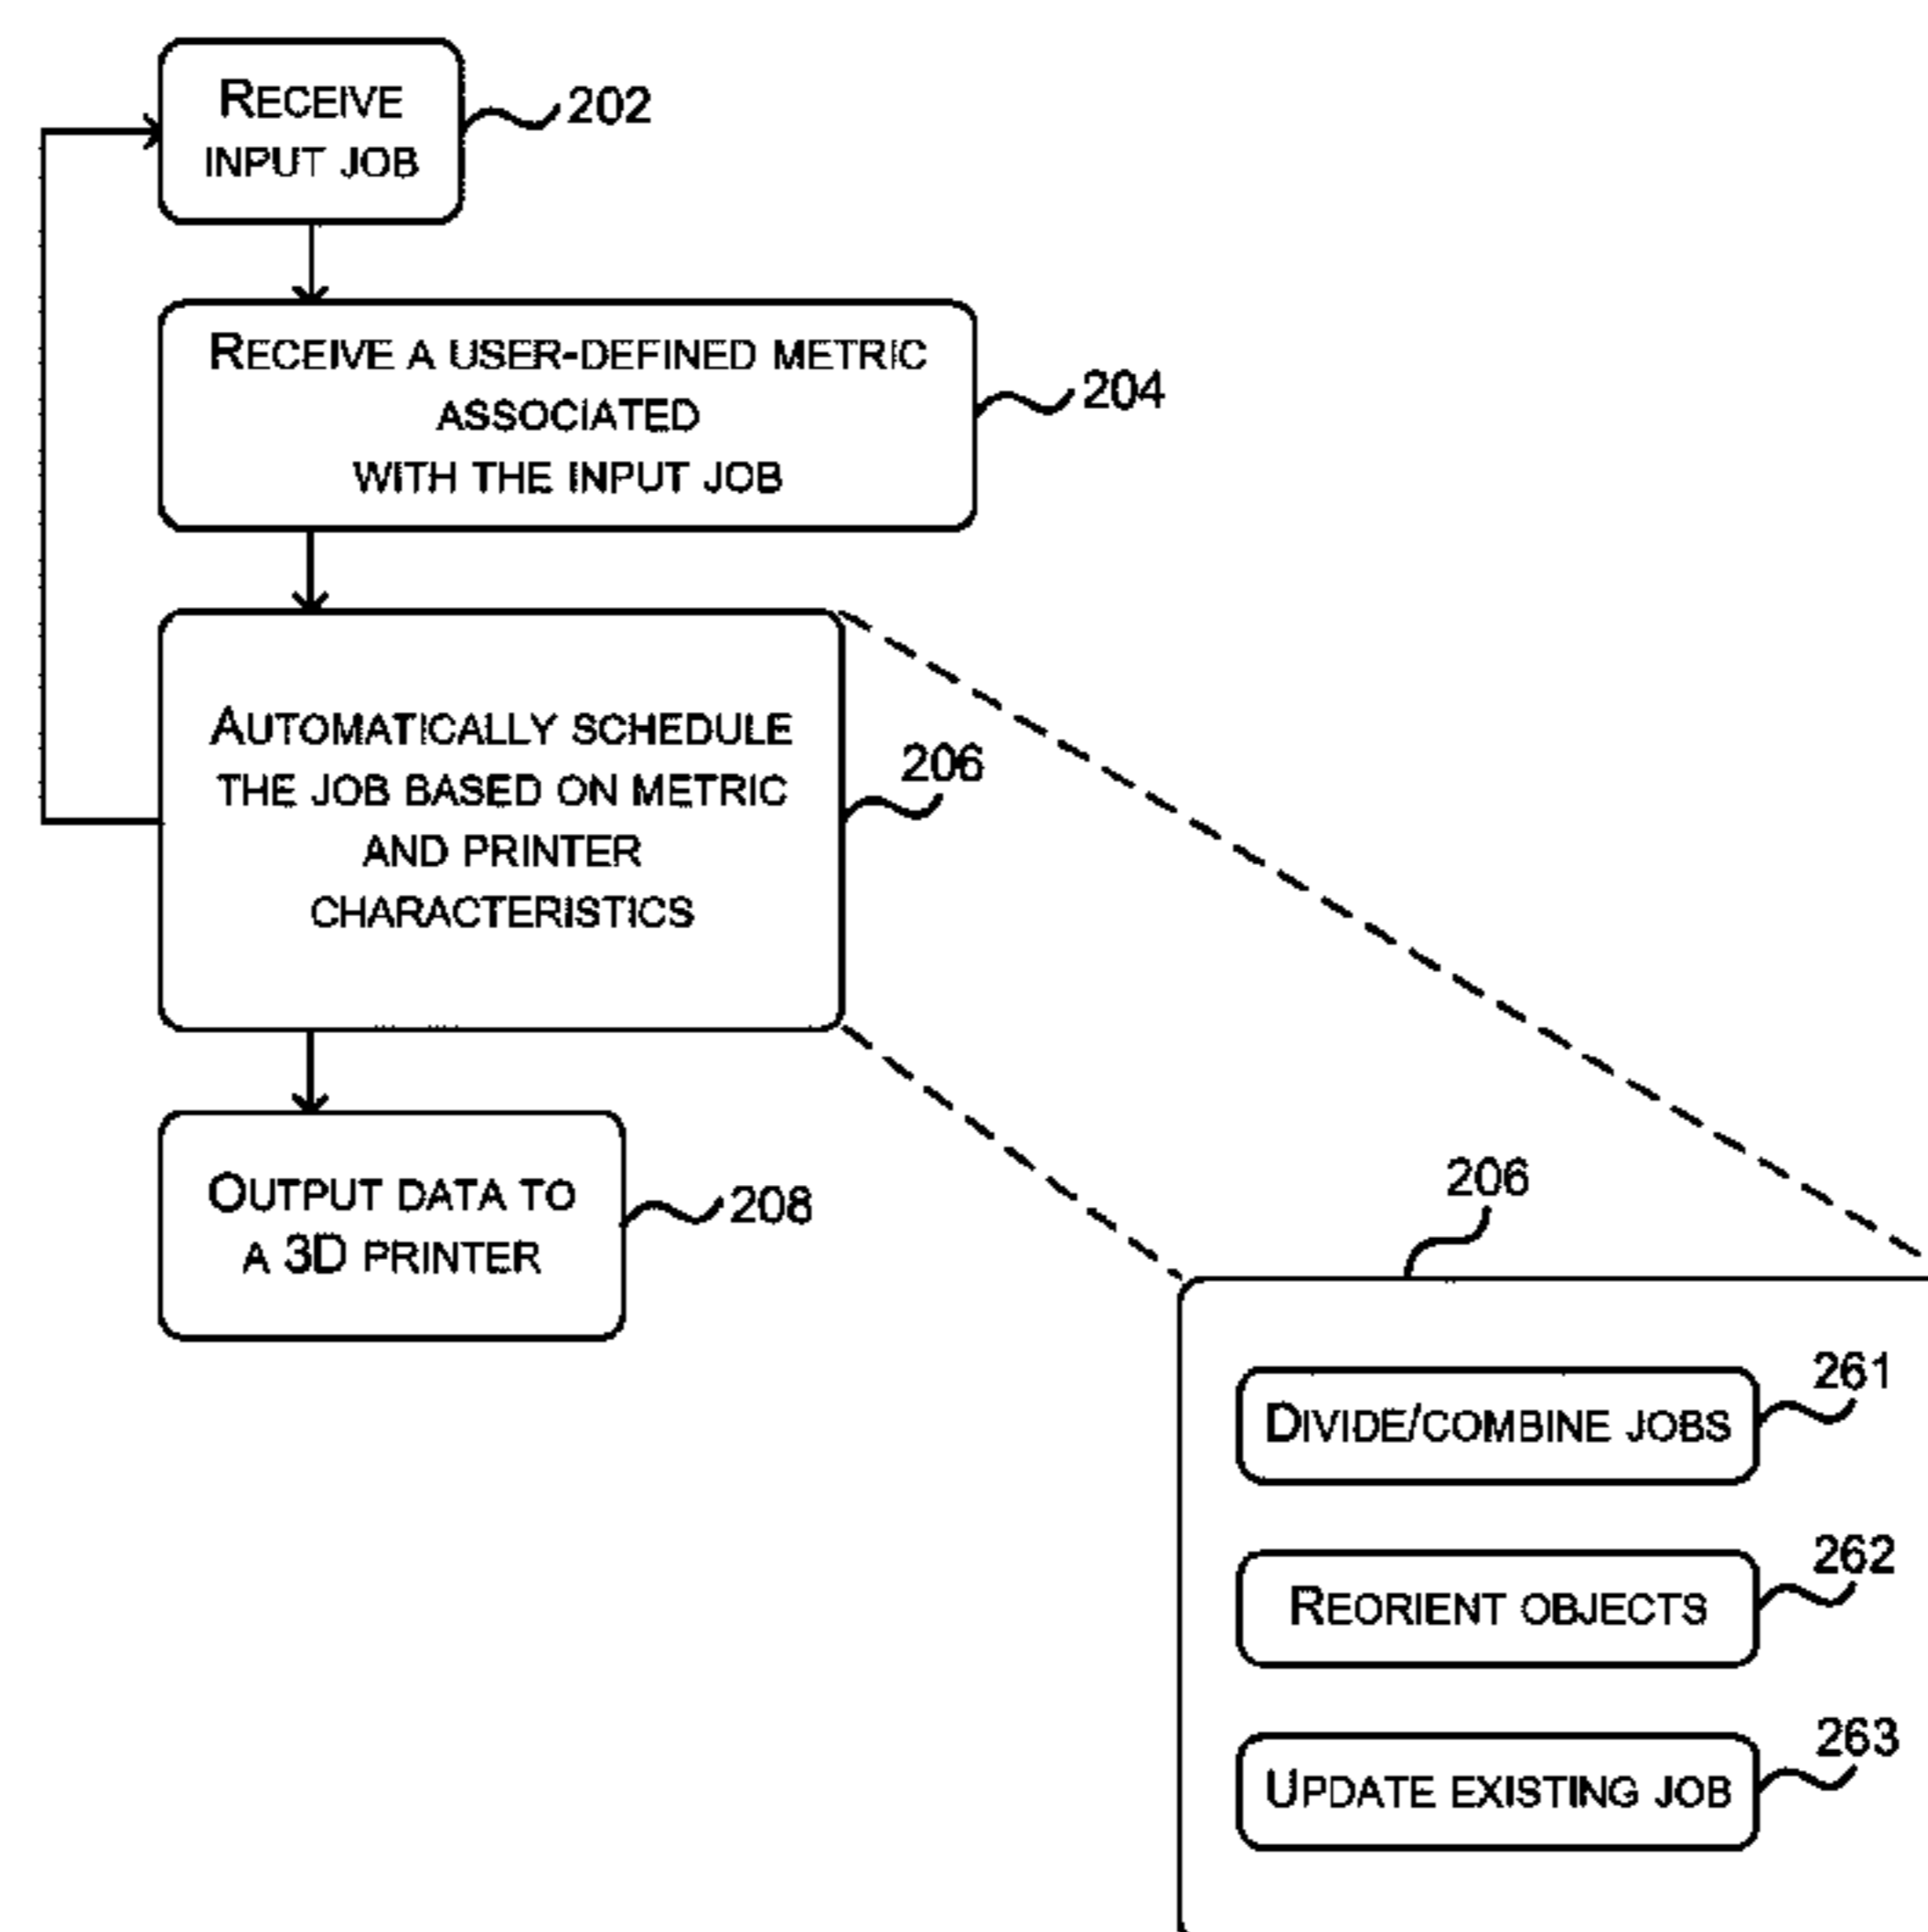 RECEIVE
INPUT JOB
202
RECEIVE A USER-DEFINED METRIC
ASSOCIATED
WITH THE INPUT JOB
204
AUTOMATICALLY SCHEDULE
THE JOB BASED ON METRIC
AND PRINTER
CHARACTERISTICS
206
OUTPUT DATA TO
A 3D PRINTER
208
206
DIVIDE/COMBINE JOBS
261
REORIENT OBJECTS
262
UPDATE EXISTING JOB
263